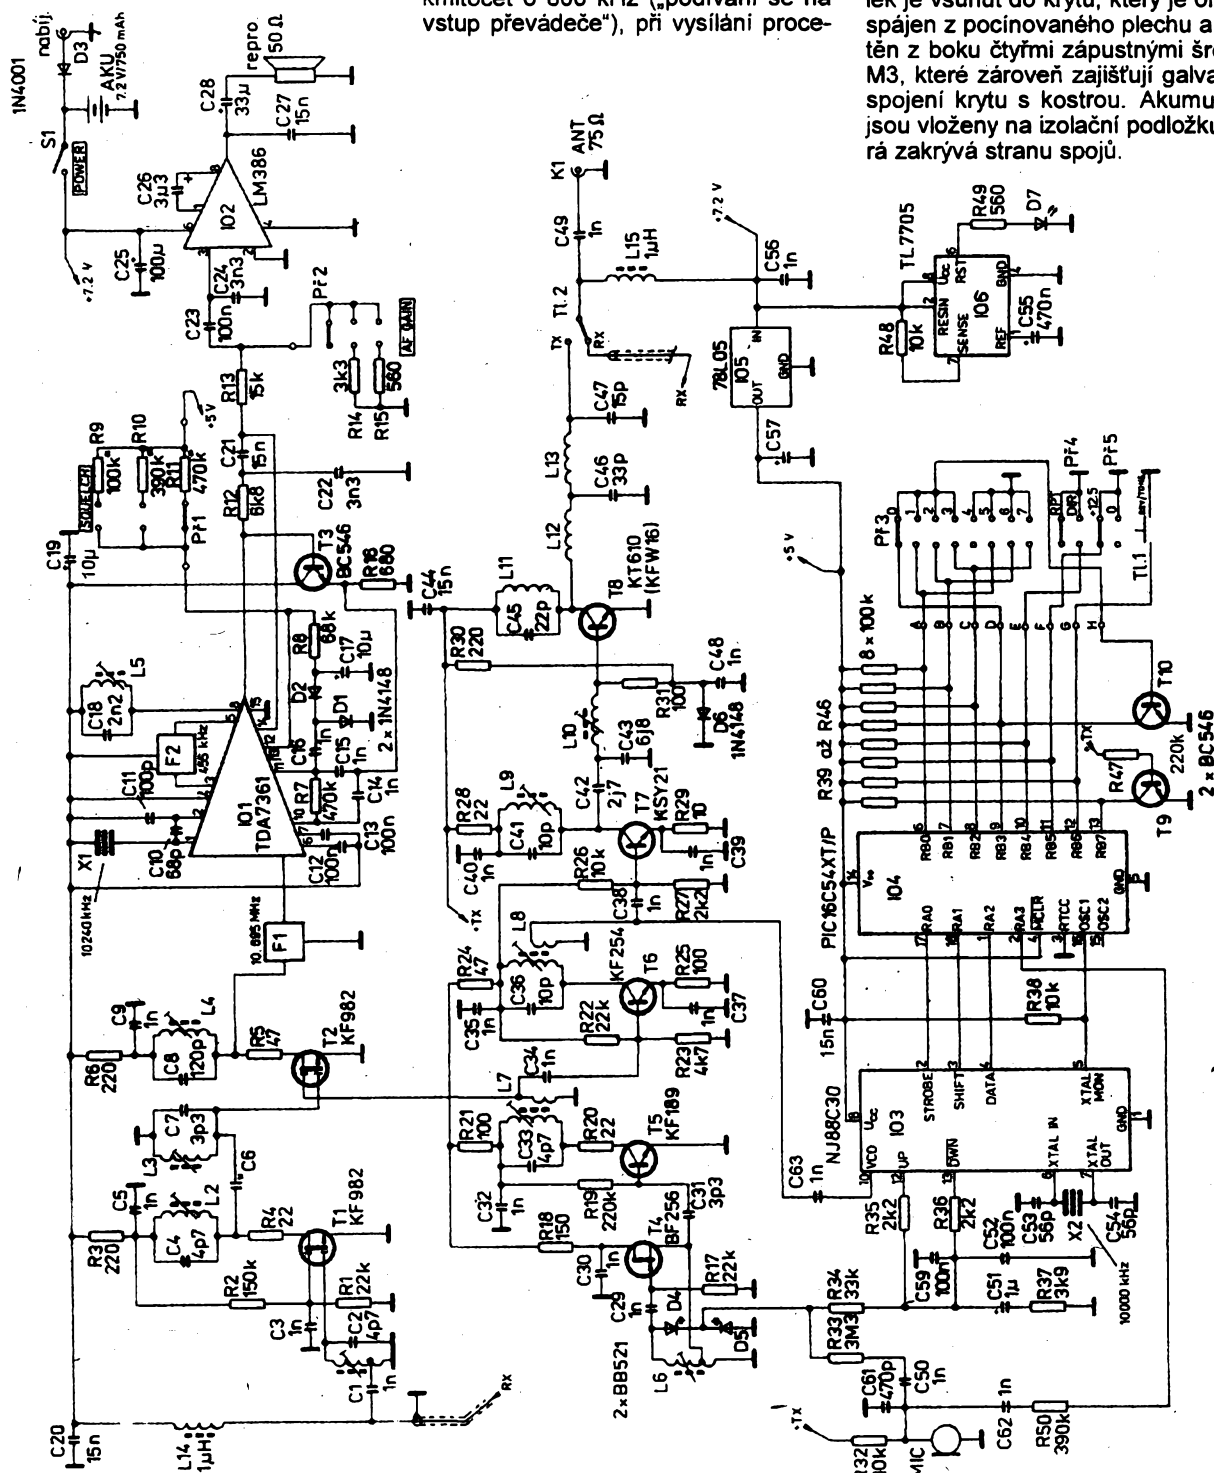 kmitočet o 600 kHz („podívání se na
vstup převáděče“), při vysílání proce-
lek je vsunut do krytu, který je
spájen z pocínovaného plechu a
těn z boku čtyřmi zápustnými
M3, které zároveň zajišťují
spojení krytu s kostrou.
jsou vloženy na izolační podložku
rá zakrývá stranu spojů.
1N4001
nabíj.
D3
AKU
7.2 V/750 mAh
S1
POWER
+7.2 V
C25
100µ
C26
3µ3
IO2
LM386
C28
33µ
C27
15n
repro
50Ω
C23
100n
C24
3n3
Př2
R14
3k3
R15
560
AF GAIN
R13
15k
C21
15n
R12
6k8
C22
3n3
SQUELCH
R9
100k
R10
390k
R11
470k
Př1
+5V
C19
10µ
T3
BC546
R16
680
L5
C18
2n2
F2
455 kHz
C11
100p
X1
10240kHz
C10
68p
IO1
TDA7361
R8
68k
C17
10µ
D2
D1
2x1N4148
C16
1n
C15
1n
R7
470k
C14
1n
C13
100n
C12
100n
F1
10.695 MHz
C9
1n
L4
C8
120p
R6
220
R5
47
T2
KF982
C7
3p3
L3
C6
C5
1n
L2
C4
4p7
R3
220
R4
22
T1
KF982
R2
150k
R1
22k
C3
1n
C2
4p7
C1
1n
C20
15n
L14
1µH
RX
K1
ANT
75Ω
C49
1n
L15
1µH
Tl.2
TX
RX
RX
C47
15p
L13
C46
33p
L12
+7.2 V
C56
1n
78L05
IO5
OUT
IN
GND
C57
+5V
TL7705
IO6
Ucc
RESIN
SENSE
RST
REF
GND
R48
10k
R49
560
D7
C55
470n
C44
15n
L11
C45
22p
T8
KT610
(KFW16)
R30
220
R31
100
C48
1n
D6
1N4148
L10
C43
6j8
C42
2j7
L9
C41
10p
R28
22
C40
1n
T7
KSY21
R29
10
C39
1n
R26
10k
R27
2k2
C38
1n
+TX
L8
C36
10p
R24
47
C35
1n
KF254
T6
R25
100
C37
1n
R22
22k
R23
4k7
C34
1n
L7
C33
4p7
R21
100
R20
22
T5
KF189
C32
1n
R19
220k
C31
3p3
R18
150
T4
BF256
C30
1n
C29
1n
R17
22k
D4
D5
2xBB521
L6
Př3
0
1
2
3
4
5
6
7
Př4
RPT
DIR
Př5
+12.5
0
Tl.1
A
B
C
D
E
F
G
H
8 x 100k
R39 až R46
T10
T9
R47
220k
+TX
2 x BC546
PIC16C54XT/P
IO4
RB0
RB1
RB2
RB3
RB4
RB5
RB6
RB7
RA0
RA1
RA2
RA3
MCLR
RTCC
OSC1
OSC2
GND
C60
15n
R38
10k
NJ88C30
IO3
Ucc
VCO
UP
DWN
XTAL IN
XTAL OUT
STROBE
SHIFT
DATA
XTAL MON
GND
C63
1n
R35
2k2
R36
2k2
C53
56p
X2
C54
56p
10000 kHz
C59
100n
C52
100n
C51
1µ
R37
3k9
R34
33k
R33
3M3
C61
470p
C50
1n
C62
1n
R50
390k
+TX
R32
MIC